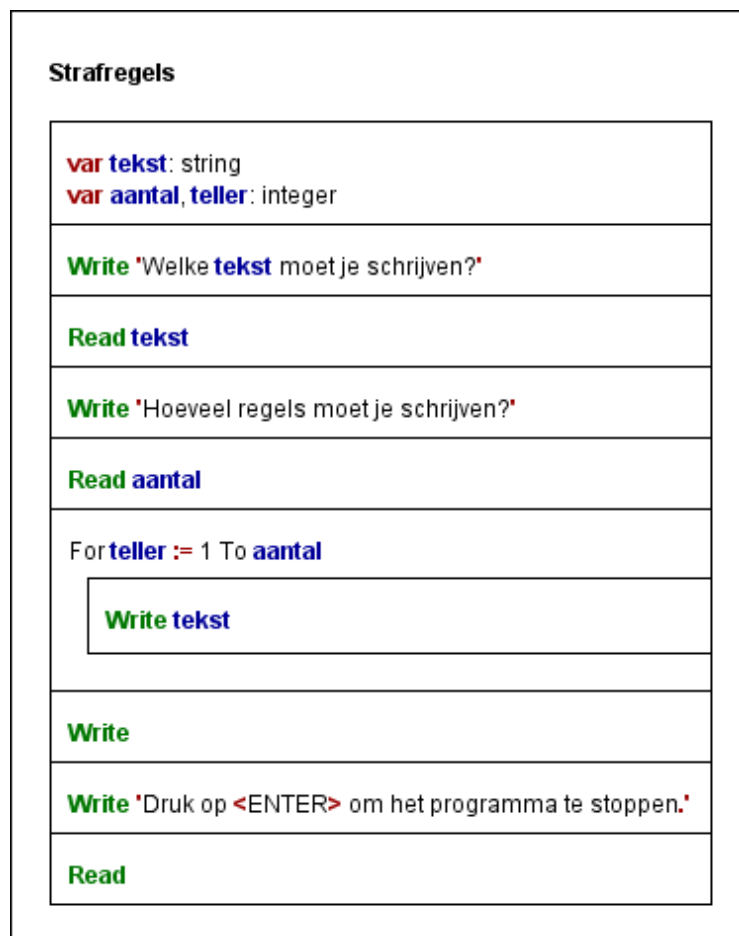 Strafregels
var tekst: string
var aantal, teller: integer
Write 'Welke tekst moet je schrijven?'
Read tekst
Write 'Hoeveel regels moet je schrijven?'
Read aantal
For teller := 1 To aantal
Write tekst
Write
Write 'Druk op <ENTER> om het programma te stoppen.'
Read